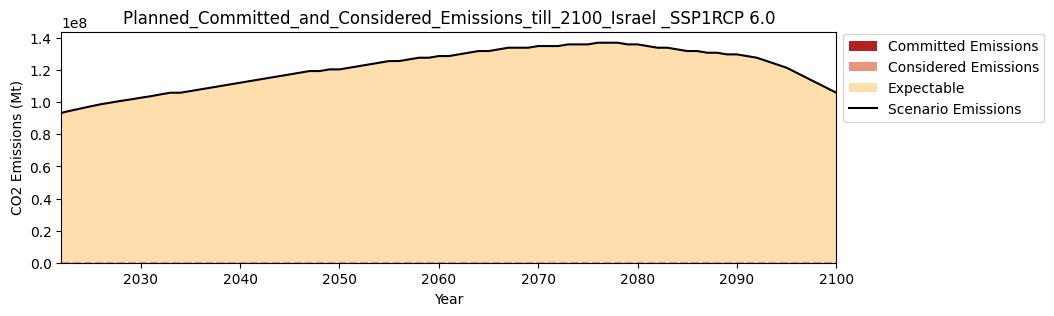 Planned_Committed_and_Considered_Emissions_till_2100_Israel _SSP1RCP 6.0
1e8
1.4
1.2
1.0
0.8
0.6
0.4
0.2
0.0
CO2 Emissions (Mt)
2030 2040 2050 2060 2070 2080 2090 2100
Year
Committed Emissions
Considered Emissions
Expectable
Scenario Emissions